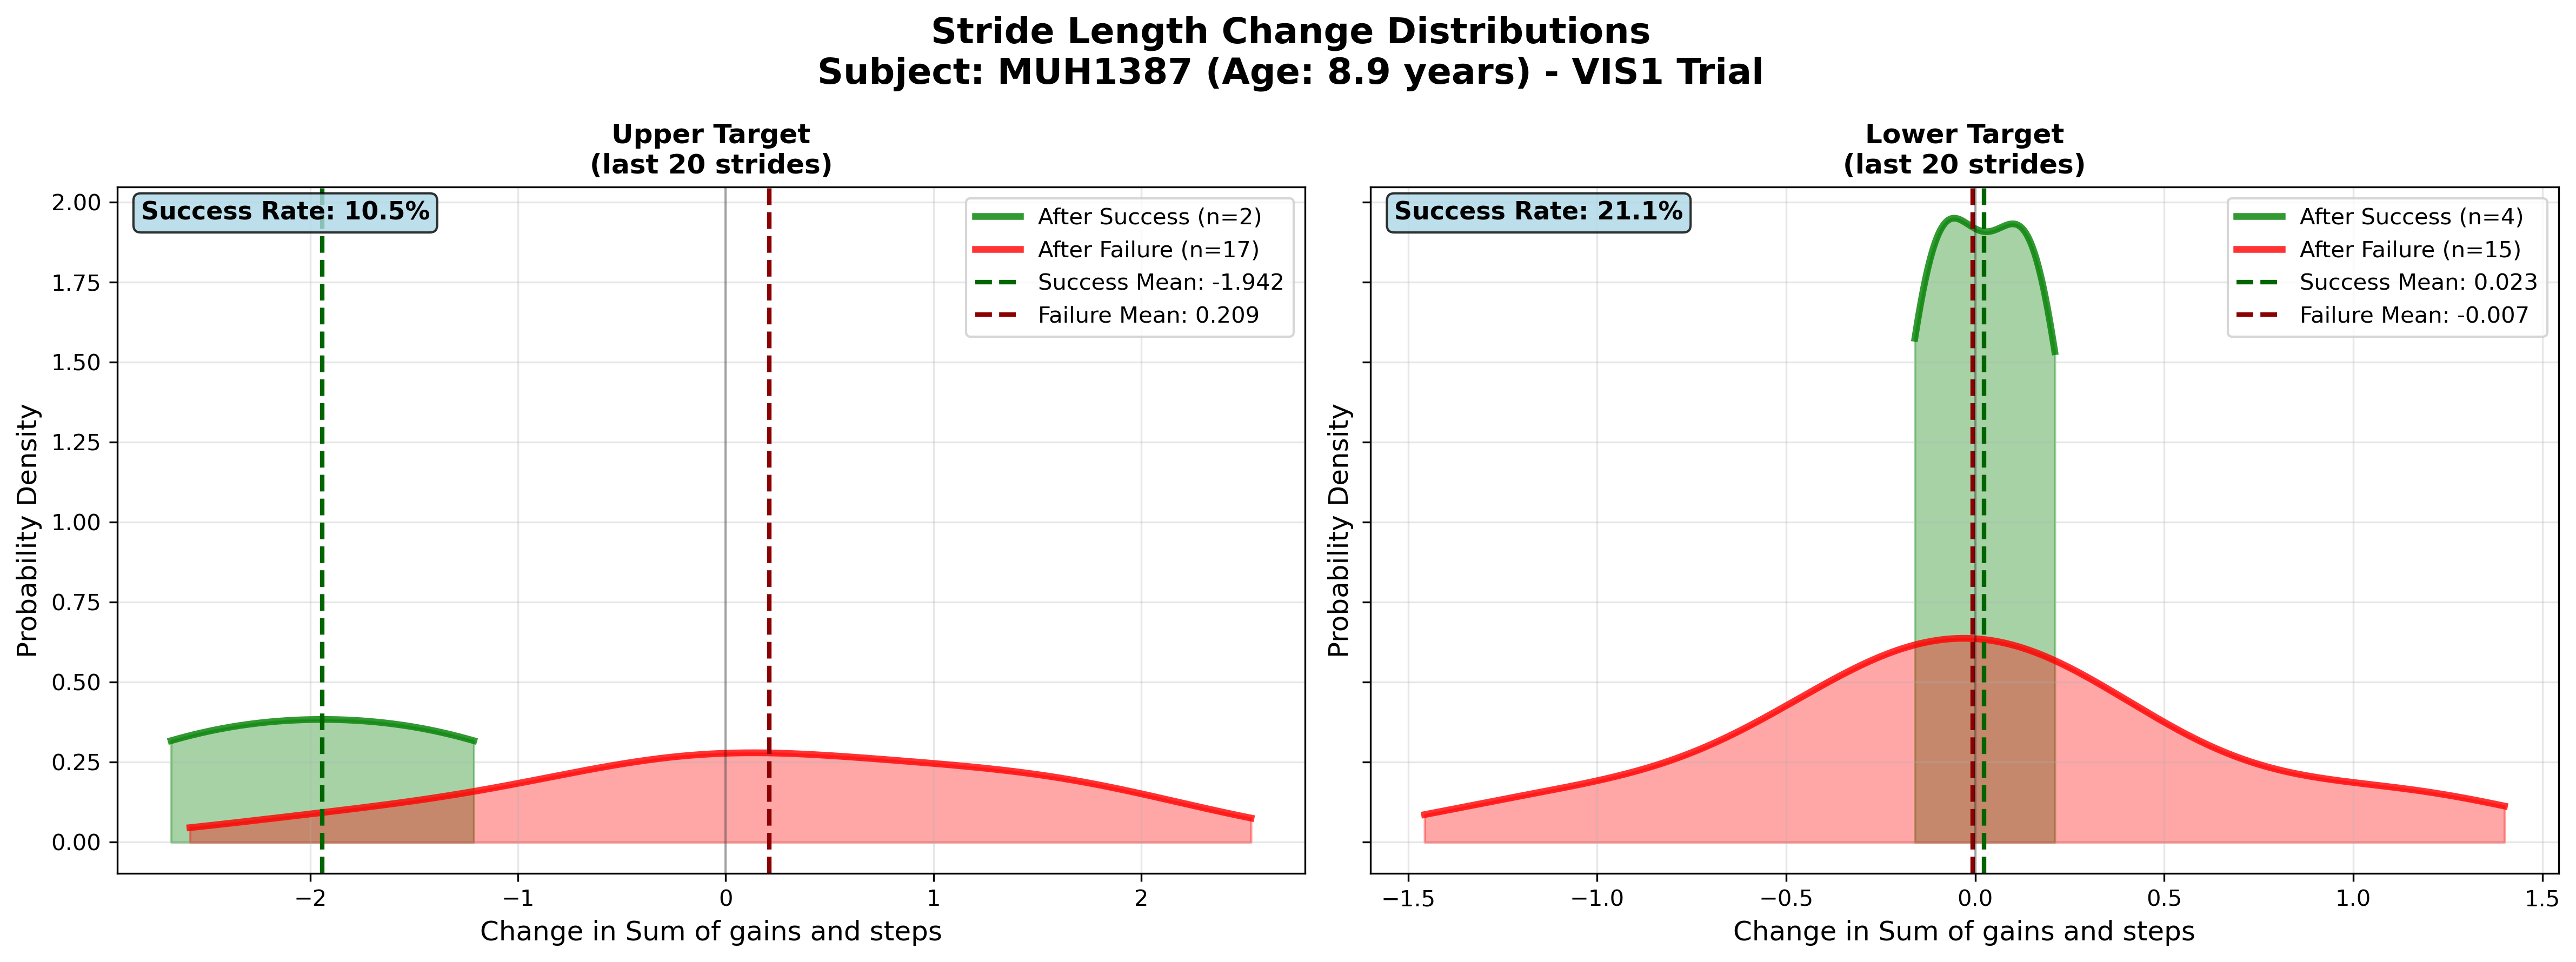 Stride Length Change Distributions
Subject: MUH1387 (Age: 8.9 years) - VIS1 Trial
Upper Target
(last 20 strides)
Success Rate: 10.5%
After Success (n=2)
After Failure (n=17)
Success Mean: -1.942
Failure Mean: 0.209
2.00
1.75
1.50
1.25
1.00
0.75
0.50
0.25
0.00
Probability Density
−2
−1
0
1
2
Change in Sum of gains and steps
Lower Target
(last 20 strides)
Success Rate: 21.1%
After Success (n=4)
After Failure (n=15)
Success Mean: 0.023
Failure Mean: -0.007
Probability Density
−1.5
−1.0
−0.5
0.0
0.5
1.0
1.5
Change in Sum of gains and steps